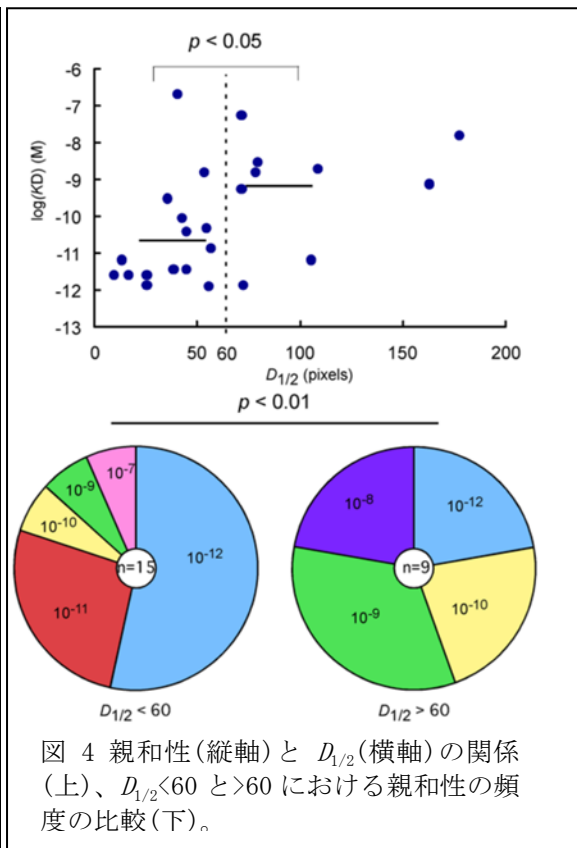 p < 0.05
-6
-7
-8
-9
-10
-11
-12
-13
log(KD) (M)
0 50 60 100 150 200
D1/2 (pixels)
p < 0.01
10-7
10-9
10-10
10-11
10-12
n=15
10-8
10-12
10-9
10-10
n=9
D1/2 < 60
D1/2 > 60
図 4 親和性(縦軸)と D1/2(横軸)の関係
(上)、D1/2<60 と>60 における親和性の頻
度の比較(下)。